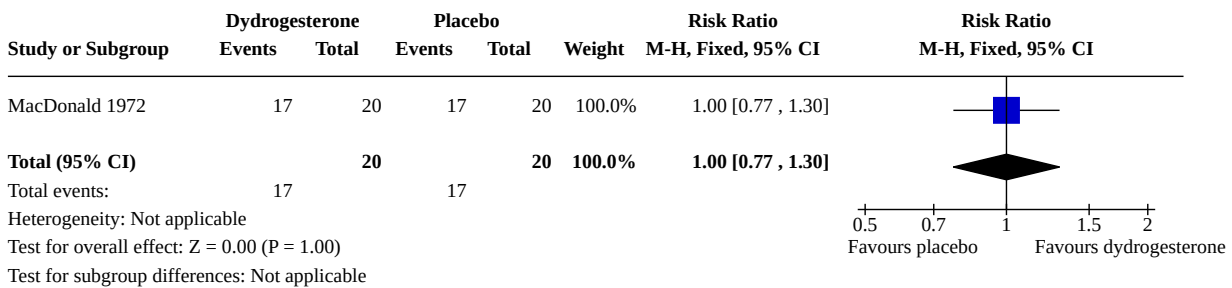 Dydrogesterone Placebo Risk Ratio Risk Ratio
Study or Subgroup Events Total Events Total Weight M-H, Fixed, 95% CI M-H, Fixed, 95% CI
MacDonald 1972 17 20 17 20 100.0% 1.00 [0.77 , 1.30]
Total (95% CI) 20 20 100.0% 1.00 [0.77 , 1.30]
Total events: 17 17
Heterogeneity: Not applicable
0.5 0.7 1 1.5 2
Test for overall effect: Z = 0.00 (P = 1.00) Favours placebo Favours dydrogesterone
Test for subgroup differences: Not applicable